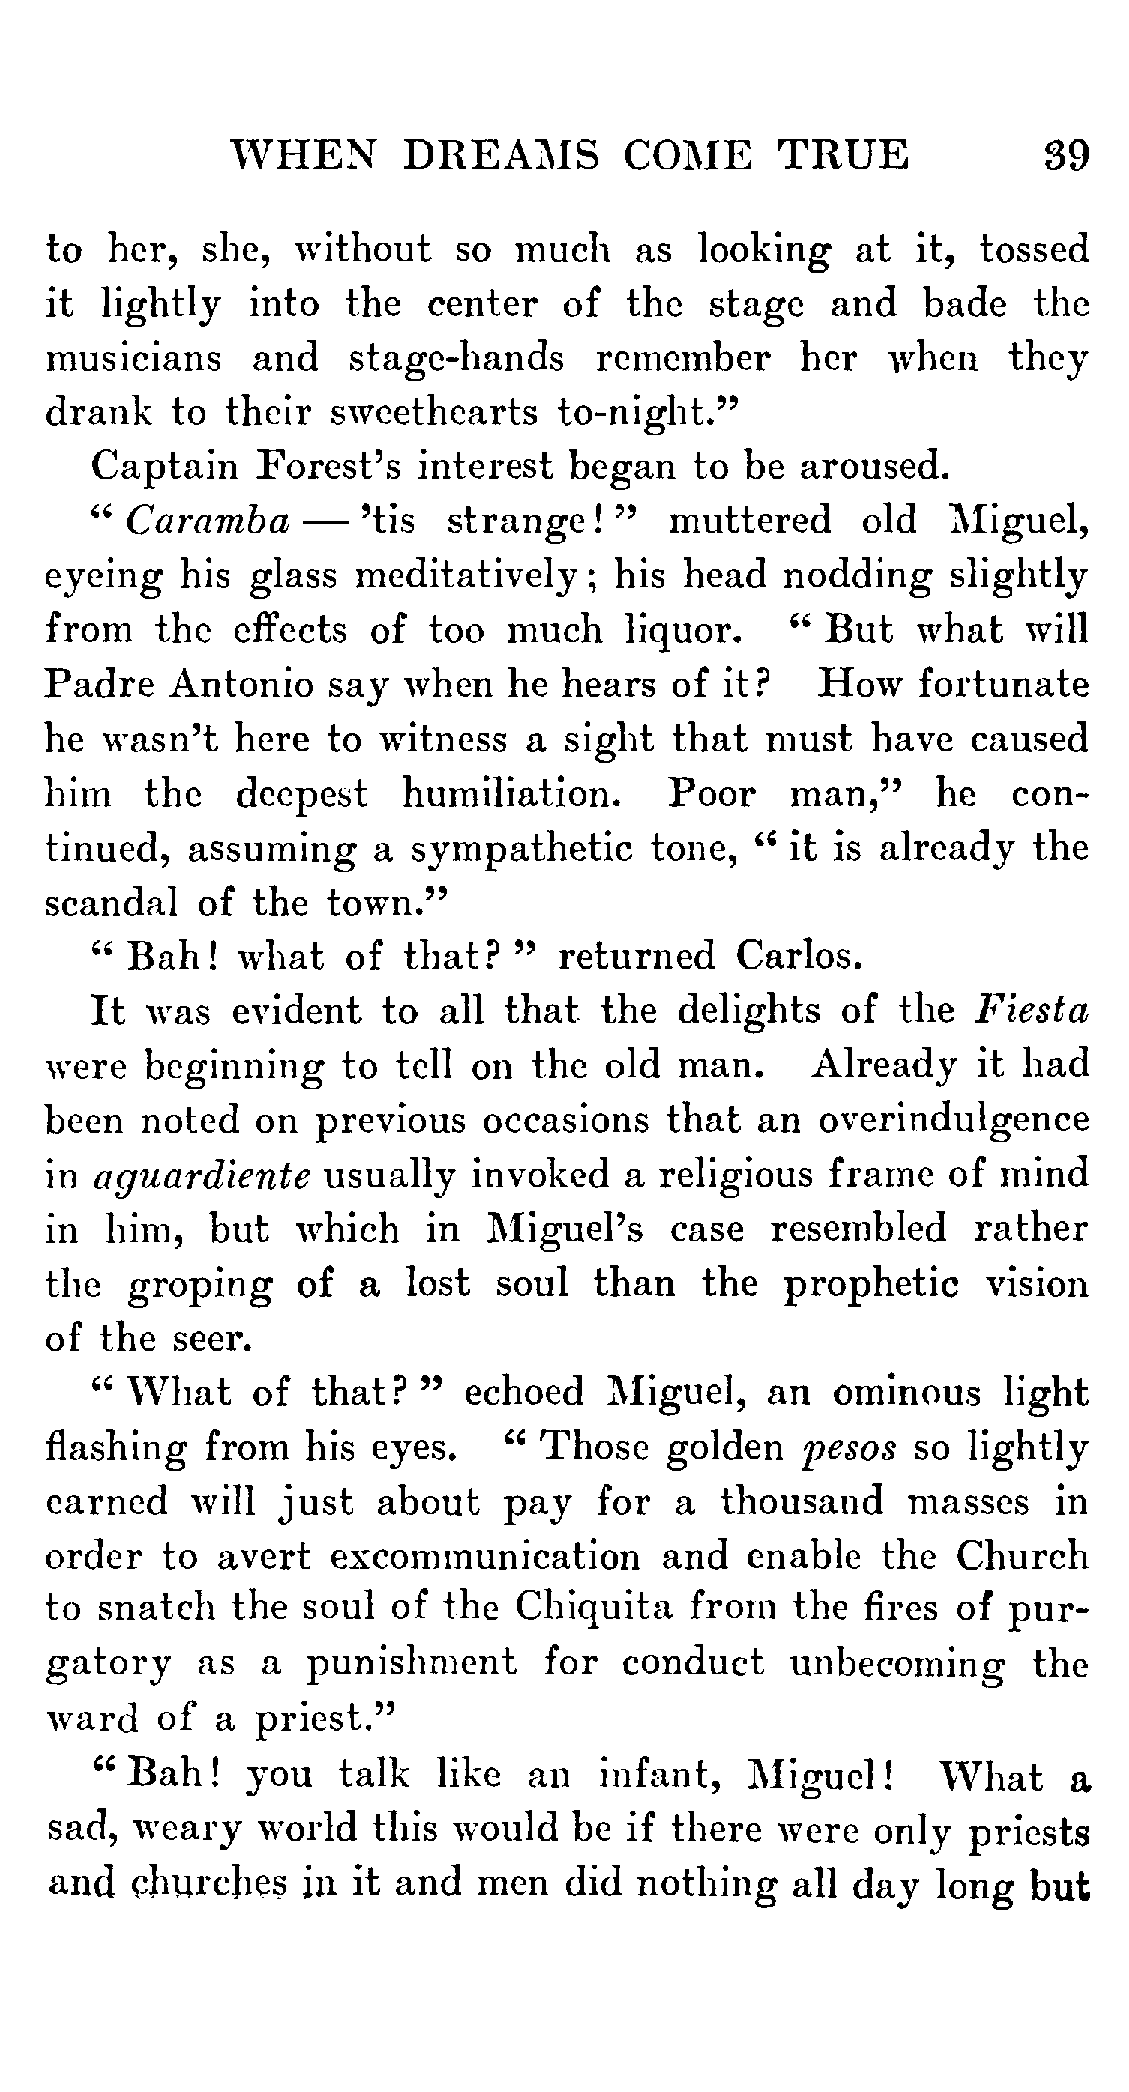 WHEN DREAMS COME TRUE 39
to her, she, without so much as looking at it, tossed
it lightly into the center of the stage and bade the
musicians and stage-hands remember her when they
drank to their sweethearts to-night.”
Captain Forest’s interest began to be aroused.
“ Caramba — ’tis strange! ” muttered old Miguel,
eyeing his glass meditatively; his head nodding slightly
from the effects of too much liquor. “ But what will
Padre Antonio say when he hears of it? How fortunate
he wasn’t here to witness a sight that must have caused
him the deepest humiliation. Poor man,” he con-
tinued, assuming a sympathetic tone, “ it is already the
scandal of the town.”
“ Bah! what of that? ” returned Carlos.
It was evident to all that the delights of the Fiesta
were beginning to tell on the old man. Already it had
been noted on previous occasions that an overindulgence
in aguardiente usually invoked a religious frame of mind
in him, but which in Miguel’s case resembled rather
the groping of a lost soul than the prophetic vision
of the seer.
“ What of that? ” echoed Miguel, an ominous light
flashing from his eyes. “ Those golden pesos so lightly
earned will just about pay for a thousand masses in
order to avert excommunication and enable the Church
to snatch the soul of the Chiquita from the fires of pur-
gatory as a punishment for conduct unbecoming the
ward of a priest.”
“ Bah! you talk like an infant, Miguel! What a
sad, weary world this would be if there were only priests
and churches in it and men did nothing all day long but